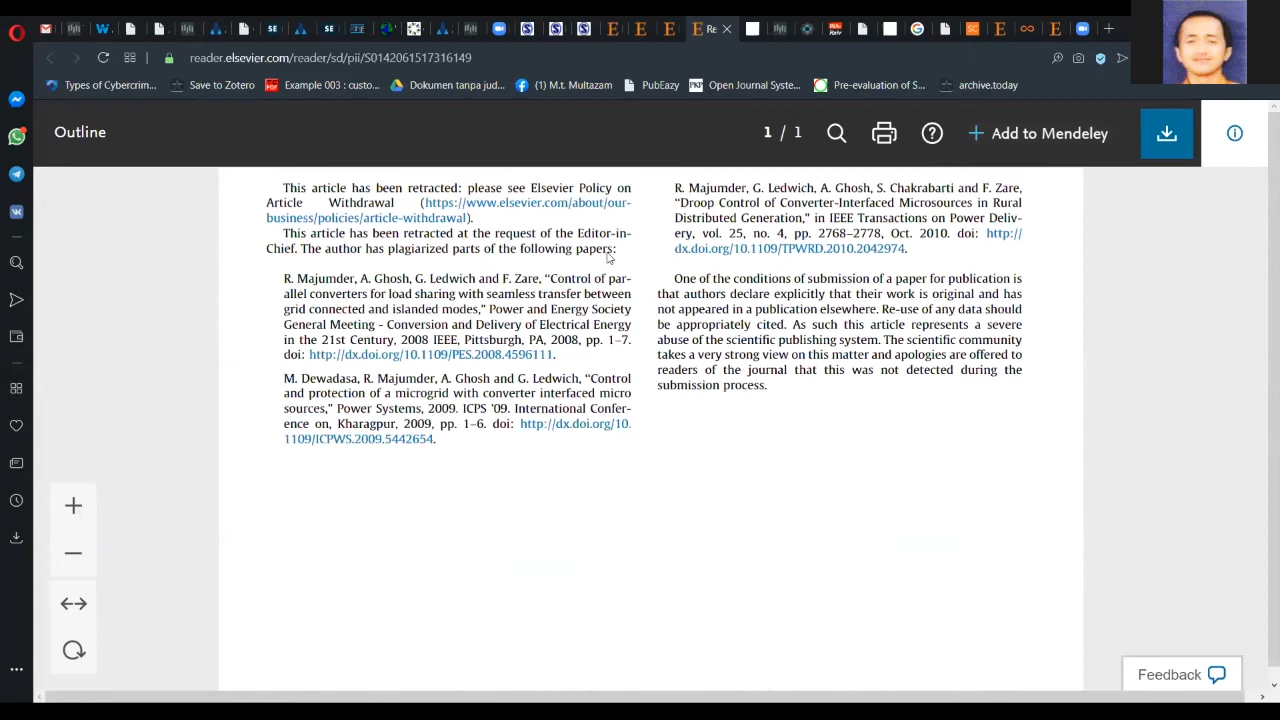 SE
SE
Re
INA-Rxiv
SC
reader.elsevier.com/reader/sd/pii/S0142061517316149
Types of Cybercrim...
Save to Zotero
Example 003 : custo...
Dokumen tanpa jud...
(1) M.t. Multazam
PubEazy
Open Journal Syste...
Pre-evaluation of S...
archive.today
Outline
1 / 1
Add to Mendeley
This article has been retracted: please see Elsevier Policy on
Article Withdrawal (https://www.elsevier.com/about/our-
business/policies/article-withdrawal).
This article has been retracted at the request of the Editor-in-
Chief. The author has plagiarized parts of the following papers:
R. Majumder, A. Ghosh, G. Ledwich and F. Zare, “Control of par-
allel converters for load sharing with seamless transfer between
grid connected and islanded modes,” Power and Energy Society
General Meeting - Conversion and Delivery of Electrical Energy
in the 21st Century, 2008 IEEE, Pittsburgh, PA, 2008, pp. 1–7.
doi: http://dx.doi.org/10.1109/PES.2008.4596111.
M. Dewadasa, R. Majumder, A. Ghosh and G. Ledwich, “Control
and protection of a microgrid with converter interfaced micro
sources,” Power Systems, 2009. ICPS ’09. International Confer-
ence on, Kharagpur, 2009, pp. 1–6. doi: http://dx.doi.org/10.
1109/ICPWS.2009.5442654.
R. Majumder, G. Ledwich, A. Ghosh, S. Chakrabarti and F. Zare,
“Droop Control of Converter-Interfaced Microsources in Rural
Distributed Generation,” in IEEE Transactions on Power Deliv-
ery, vol. 25, no. 4, pp. 2768–2778, Oct. 2010. doi: http://
dx.doi.org/10.1109/TPWRD.2010.2042974.
One of the conditions of submission of a paper for publication is
that authors declare explicitly that their work is original and has
not appeared in a publication elsewhere. Re-use of any data should
be appropriately cited. As such this article represents a severe
abuse of the scientific publishing system. The scientific community
takes a very strong view on this matter and apologies are offered to
readers of the journal that this was not detected during the
submission process.
Feedback